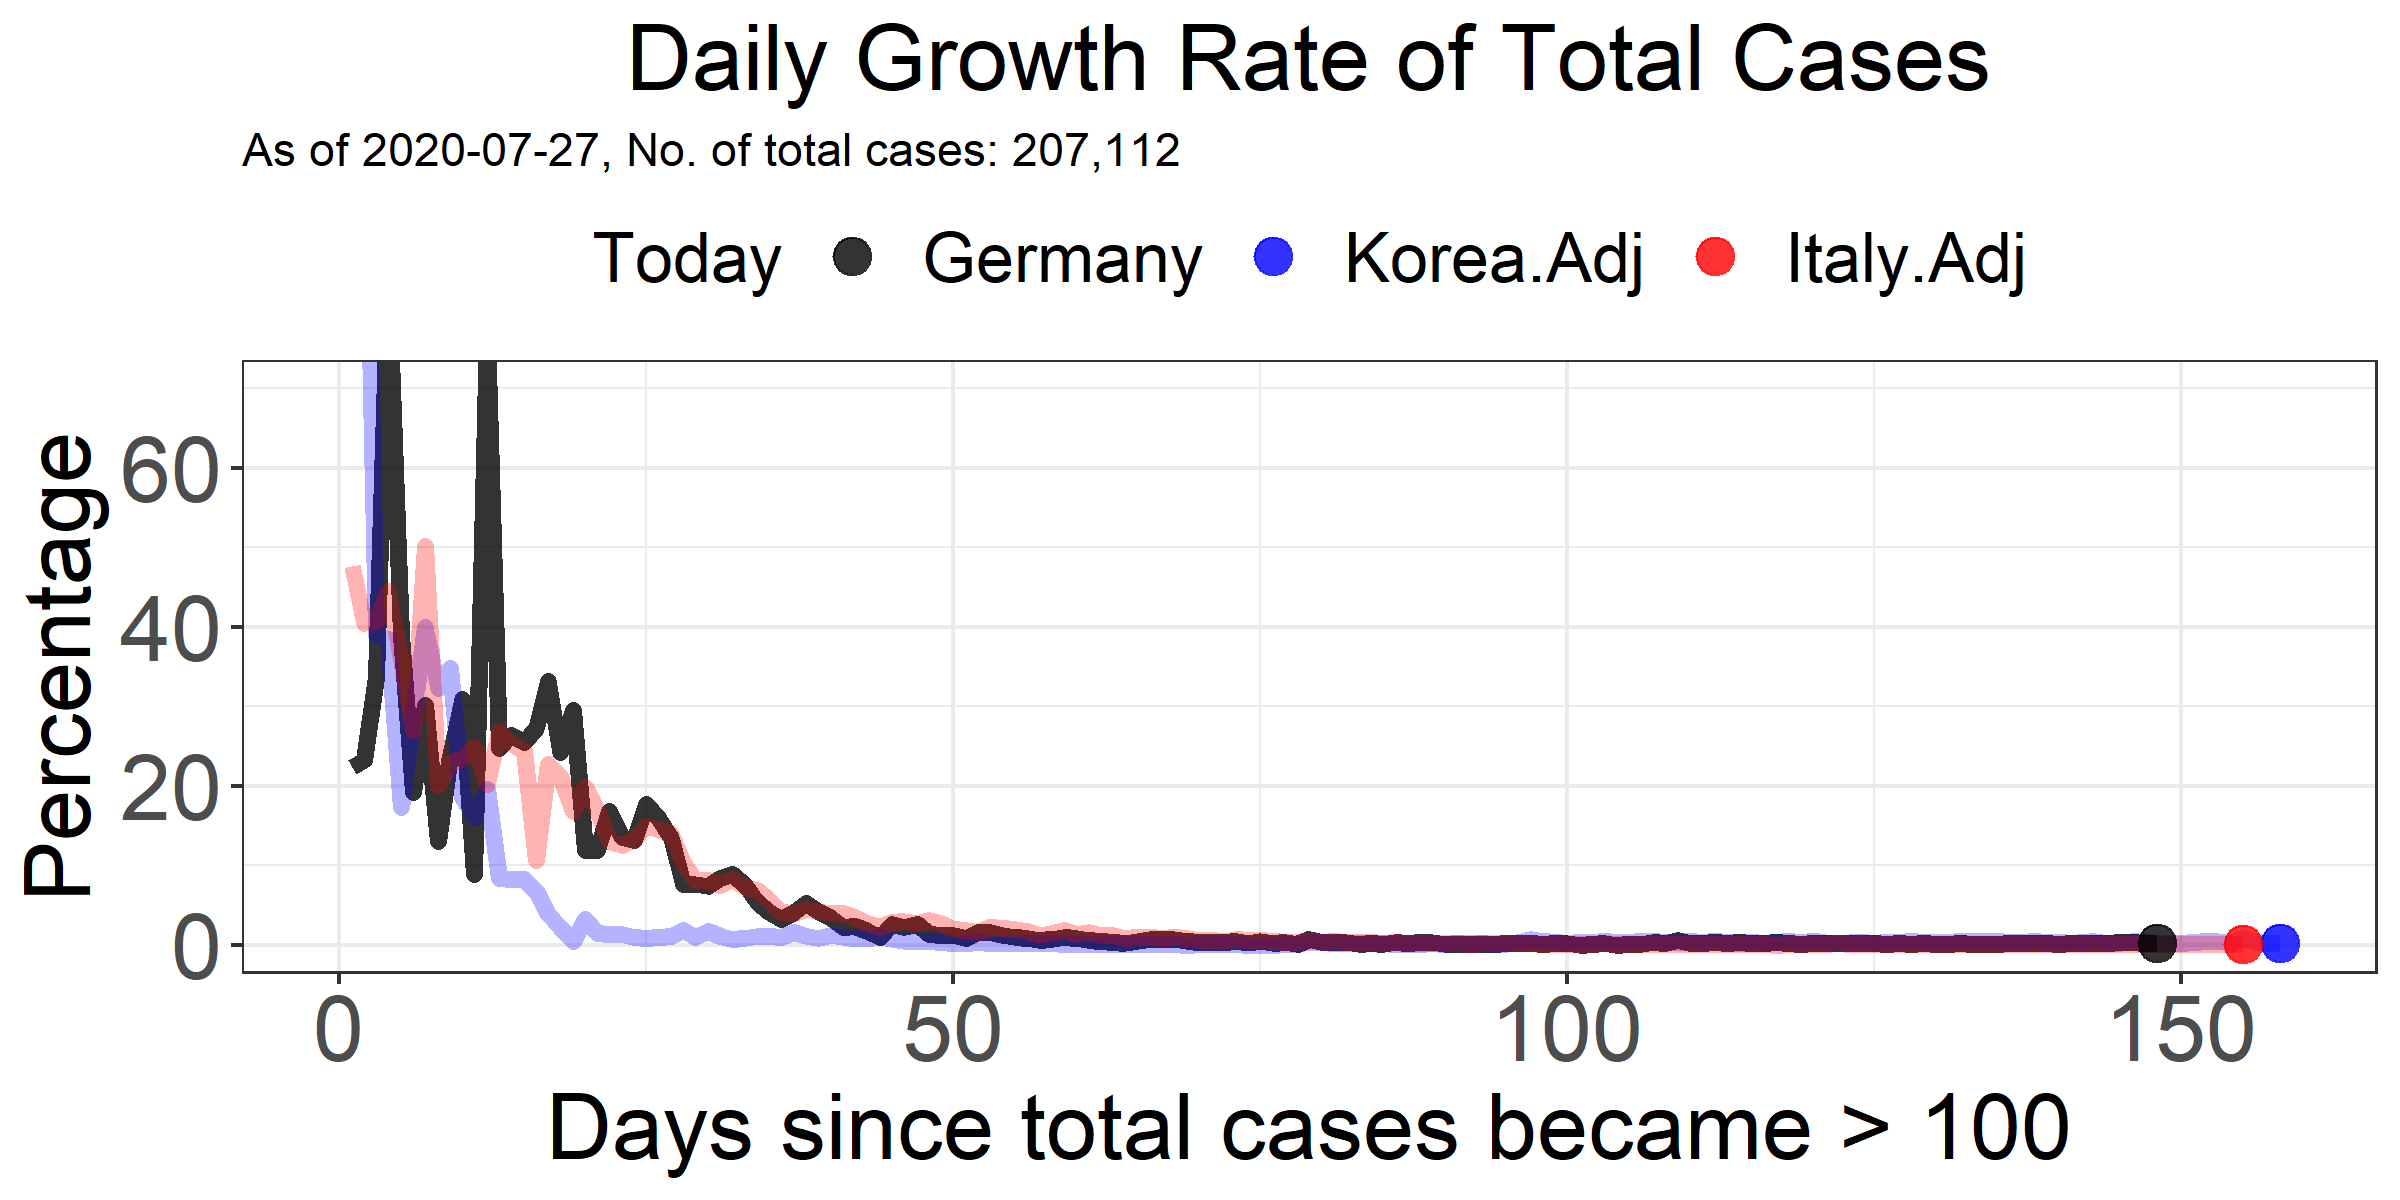 Daily Growth Rate of Total Cases
As of 2020-07-27, No. of total cases: 207,112
Today Germany Korea.Adj Italy.Adj
Percentage
60
40
20
0
0 50 100 150
Days since total cases became > 100